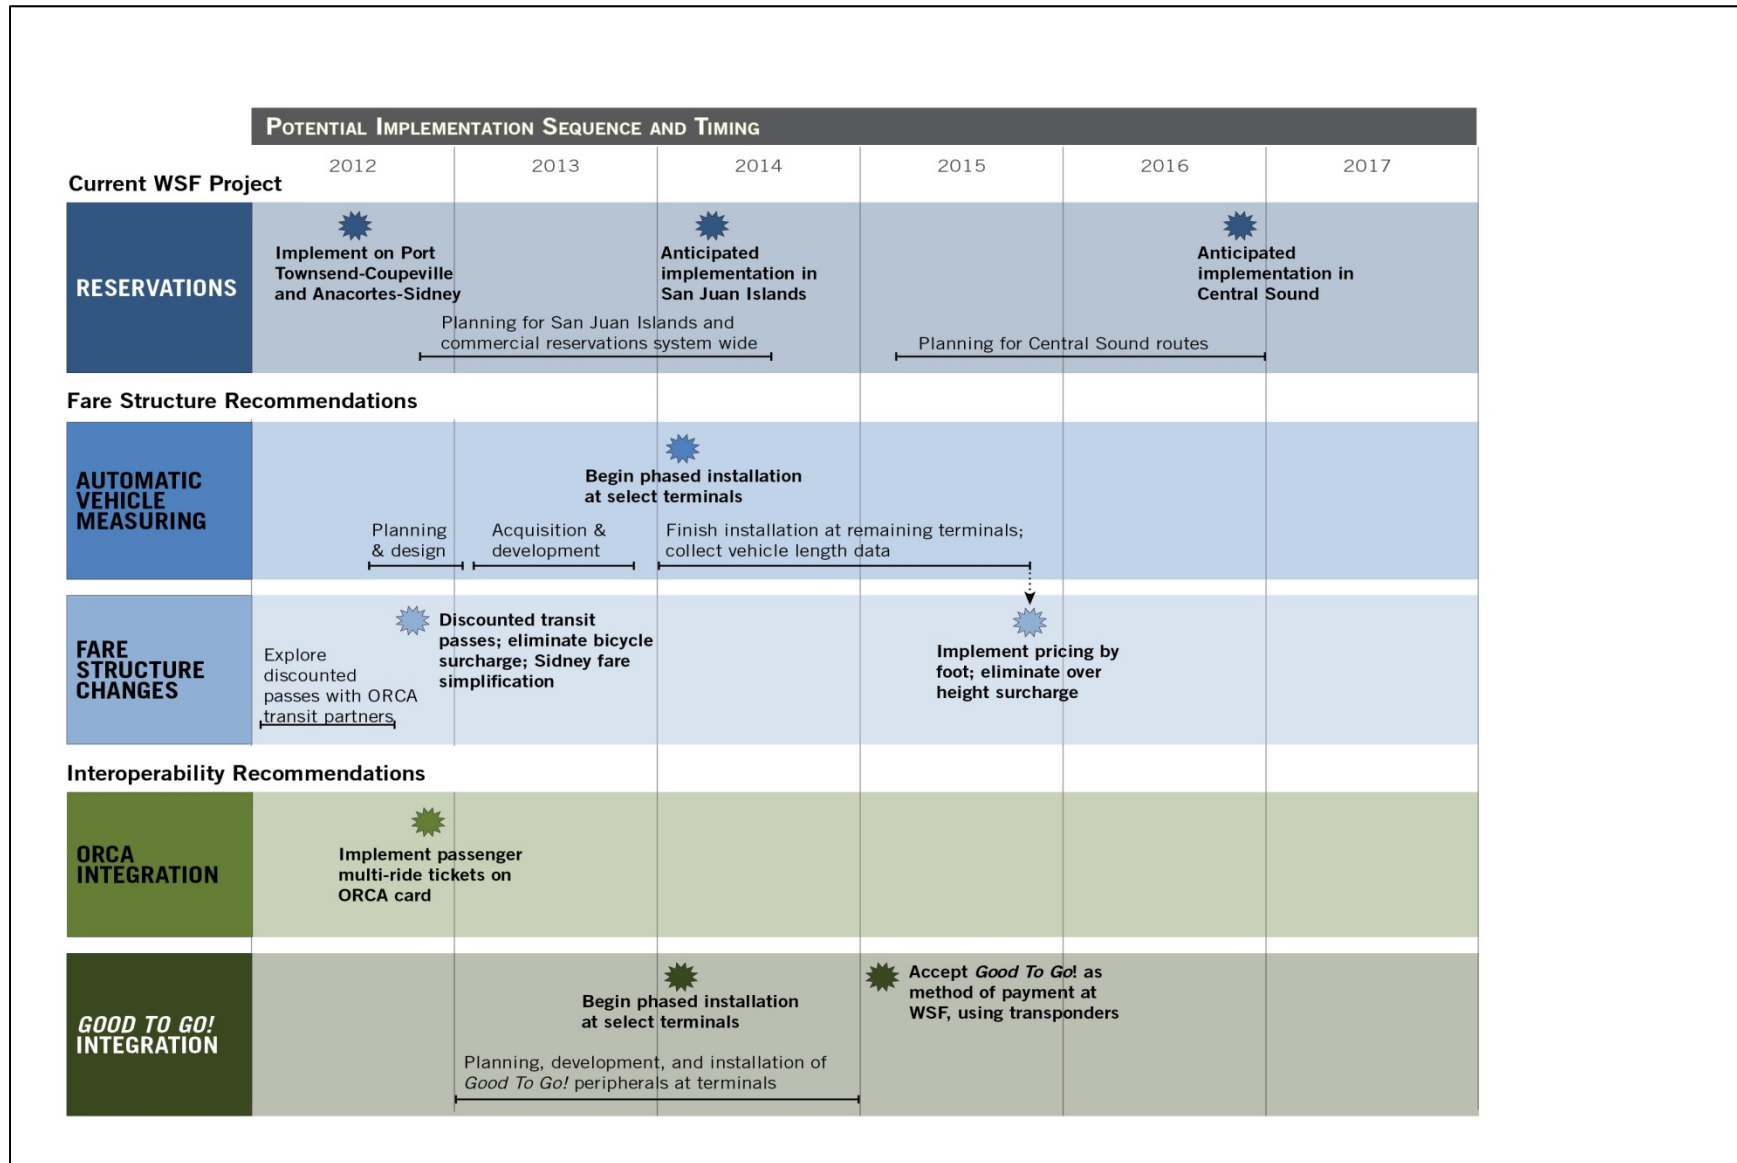 POTENTIAL IMPLEMENTATION SEQUENCE AND TIMING
2012
2013
2014
2015
2016
2017
Current WSF Project
RESERVATIONS
Implement on Port
Townsend-Coupeville
and Anacortes-Sidney
Anticipated
implementation in
San Juan Islands
Anticipated
implementation in
Central Sound
Planning for San Juan Islands and
commercial reservations system wide
Planning for Central Sound routes
Fare Structure Recommendations
AUTOMATIC
VEHICLE
MEASURING
Begin phased installation
at select terminals
Planning
& design
Acquisition &
development
Finish installation at remaining terminals;
collect vehicle length data
FARE
STRUCTURE
CHANGES
Explore
discounted
passes with ORCA
transit partners
Discounted transit
passes; eliminate bicycle
surcharge; Sidney fare
simplification
Implement pricing by
foot; eliminate over
height surcharge
Interoperability Recommendations
ORCA
INTEGRATION
Implement passenger
multi-ride tickets on
ORCA card
GOOD TO GO!
INTEGRATION
Begin phased installation
at select terminals
Accept Good To Go! as
method of payment at
WSF, using transponders
Planning, development, and installation of
Good To Go! peripherals at terminals